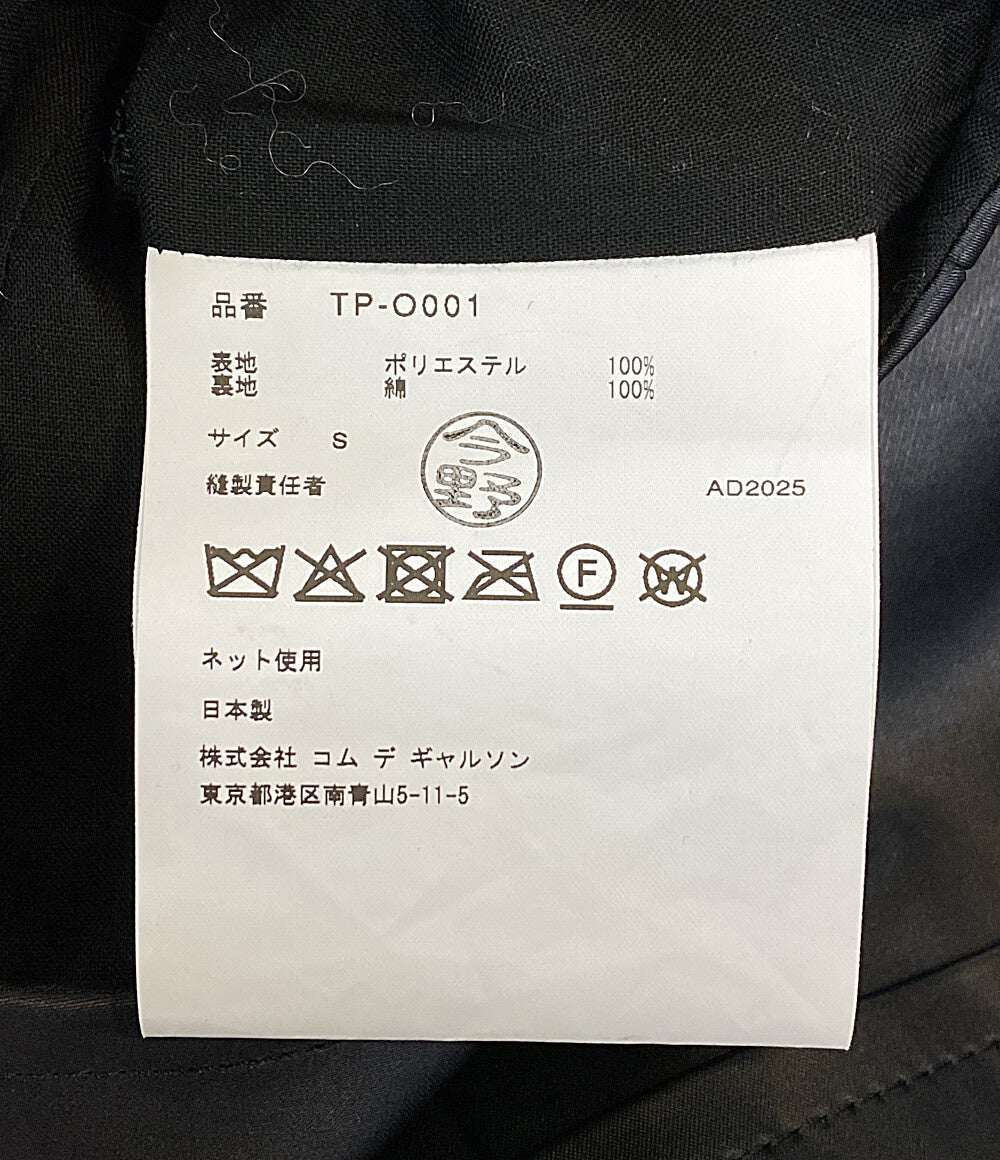 品番 TP-O001
表地 ポリエステル 100%
裏地 綿 100%
サイズ S
今野
縫製責任者 AD2025
F
W
ネット使用
日本製
株式会社 コム デ ギャルソン
東京都港区南青山5-11-5